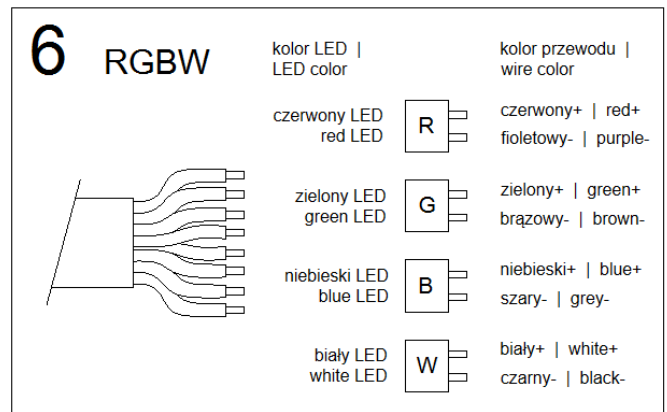 6 RGBW
kolor LED |
LED color
kolor przewodu |
wire color
czerwony LED
red LED
R
czerwony+ | red+
fioletowy- | purple-
zielony LED
green LED
G
zielony+ | green+
brązowy- | brown-
niebieski LED
blue LED
B
niebieski+ | blue+
szary- | grey-
biały LED
white LED
W
biały+ | white+
czarny- | black-